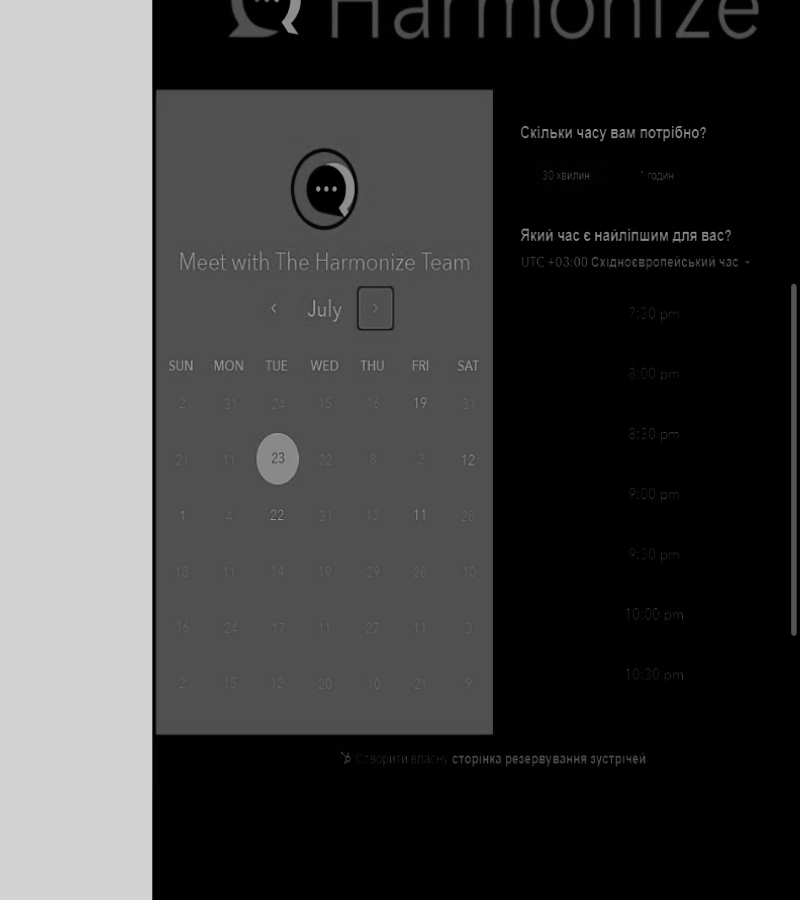 Harmonize
Meet with The Harmonize Team
July
SUN MON TUE WED THU FRI SAT
2 31 24 15 16 19 31
21 11 23 22 8 2 12
1 4 22 31 13 11 28
18 11 14 19 29 28 10
16 24 17 11 27 11 3
2 15 12 20 10 21 9
Скільки часу вам потрібно?
30 хвилин 1 годин
Який час є найліпшим для вас?
UTC +03:00 Східноєвропейський час
7:30 pm
8:00 pm
8:30 pm
9:00 pm
9:30 pm
10:00 pm
10:30 pm
Створити власну сторінка резервування зустрічей